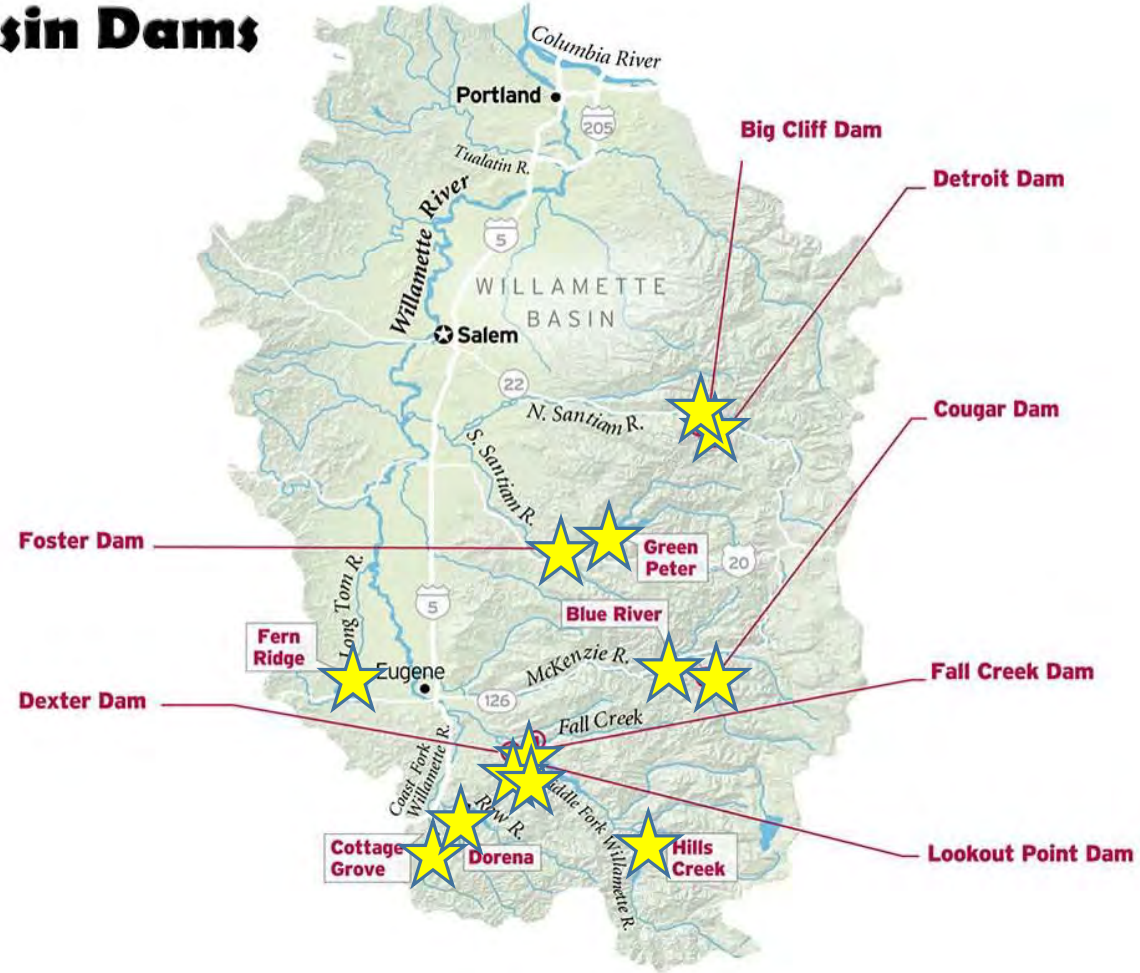 sin Dams
Columbia River
Portland
205
Big Cliff Dam
Tualatin R.
Detroit Dam
Willamette River
5
WILLAMETTE
BASIN
Salem
22
N. Santiam R.
Cougar Dam
S. Santiam R.
Foster Dam
Green
Peter
20
Long Tom R.
5
Blue River
Fern
Ridge
McKenzie R.
Eugene
Fall Creek Dam
126
Dexter Dam
Fall Creek
Coast Fork
Willamette R.
iddle Fork Willamette R.
Row R.
Cottage
Grove
Dorena
Hills
Creek
Lookout Point Dam